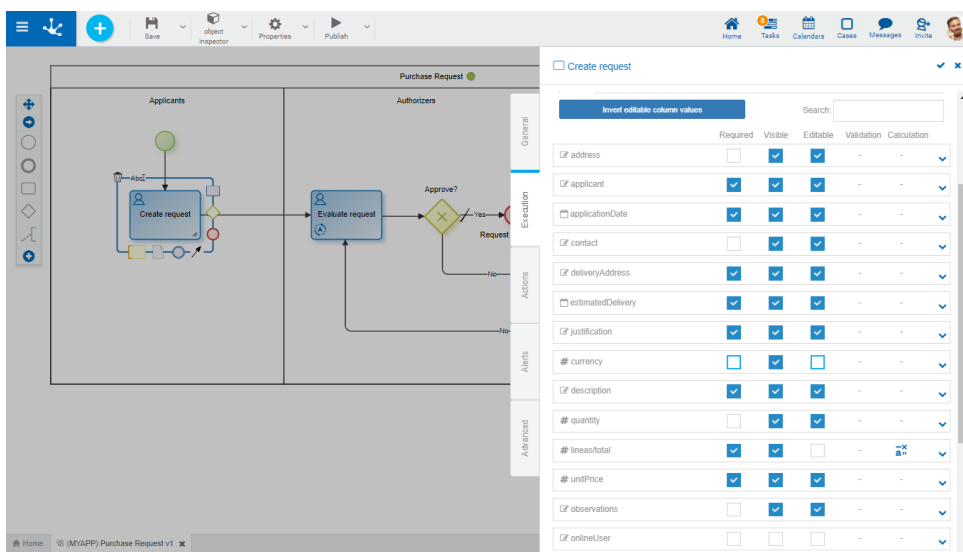 Save
object
inspector
Properties
Publish
Home
8
Tasks
Calendars
Cases
Messages
Invite
Purchase Request
Applicants
Authorizers
Abc
Create request
Evaluate request
Approve?
Yes
Request
No
No
General
Execution
Actions
Alerts
Advanced
Create request
Invert editable column values
Search:
Required Visible Editable Validation Calculation
address - -
applicant - -
applicationDate - -
contact - -
deliveryAddress - -
estimatedDelivery - -
justification - -
# currency - -
description - -
# quantity - -
# lineas/total -
# unitPrice - -
observations - -
onlineUser - -
Home
(MYAPP) Purchase Request v1